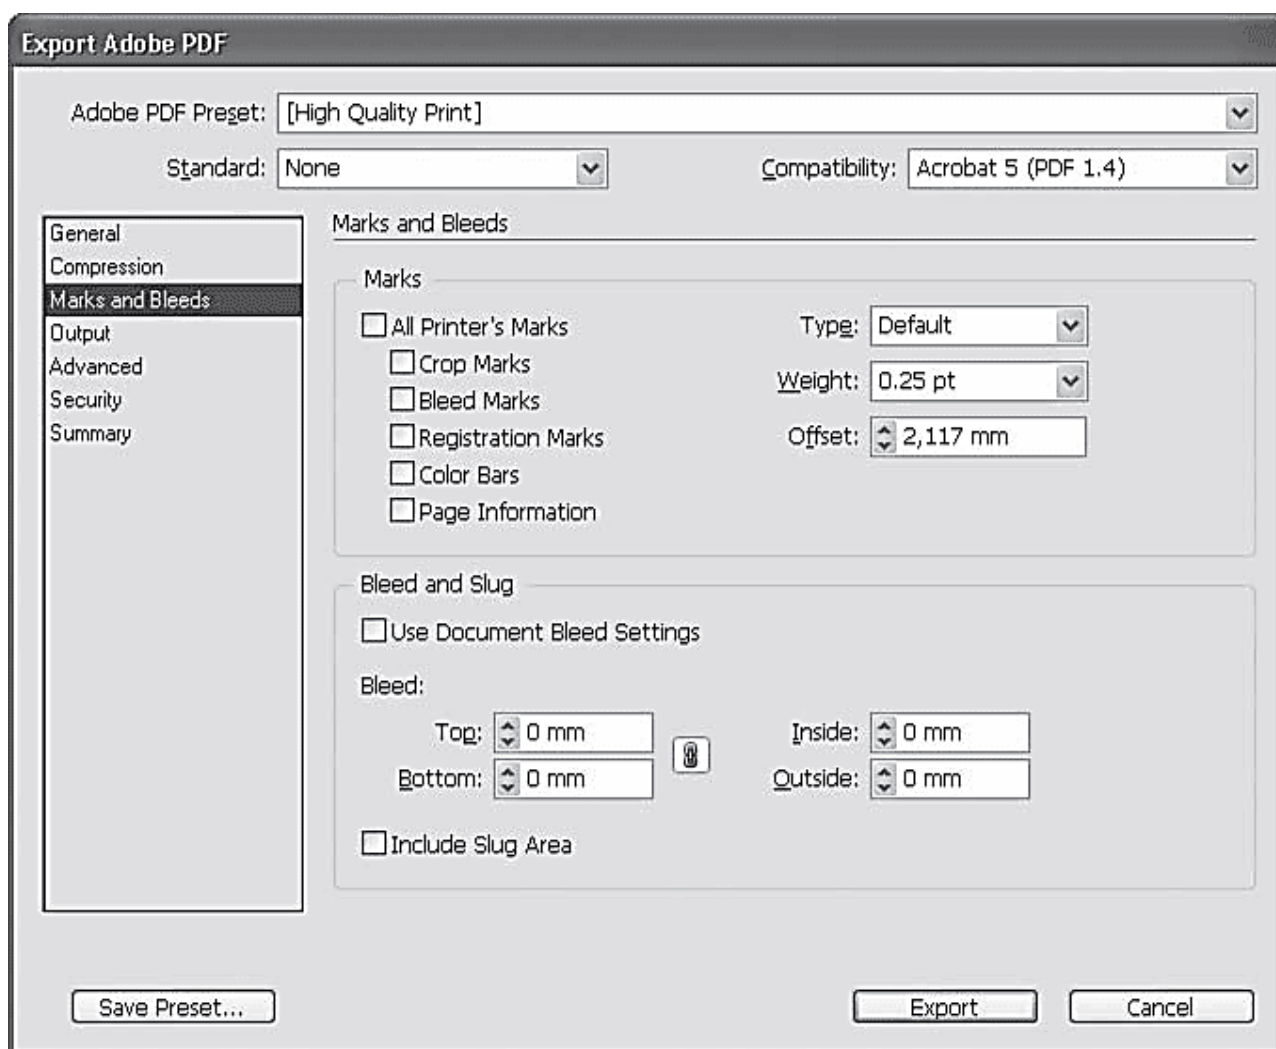 Export Adobe PDF
Adobe PDF Preset: [High Quality Print]
Standard: None Compatibility: Acrobat 5 (PDF 1.4)
General
Compression
Marks and Bleeds
Output
Advanced
Security
Summary
Marks and Bleeds
Marks
All Printer's Marks
Crop Marks
Bleed Marks
Registration Marks
Color Bars
Page Information
Type: Default
Weight: 0.25 pt
Offset: 2,117 mm
Bleed and Slug
Use Document Bleed Settings
Bleed:
Top: 0 mm Inside: 0 mm
Bottom: 0 mm Outside: 0 mm
Include Slug Area
Save Preset... Export Cancel